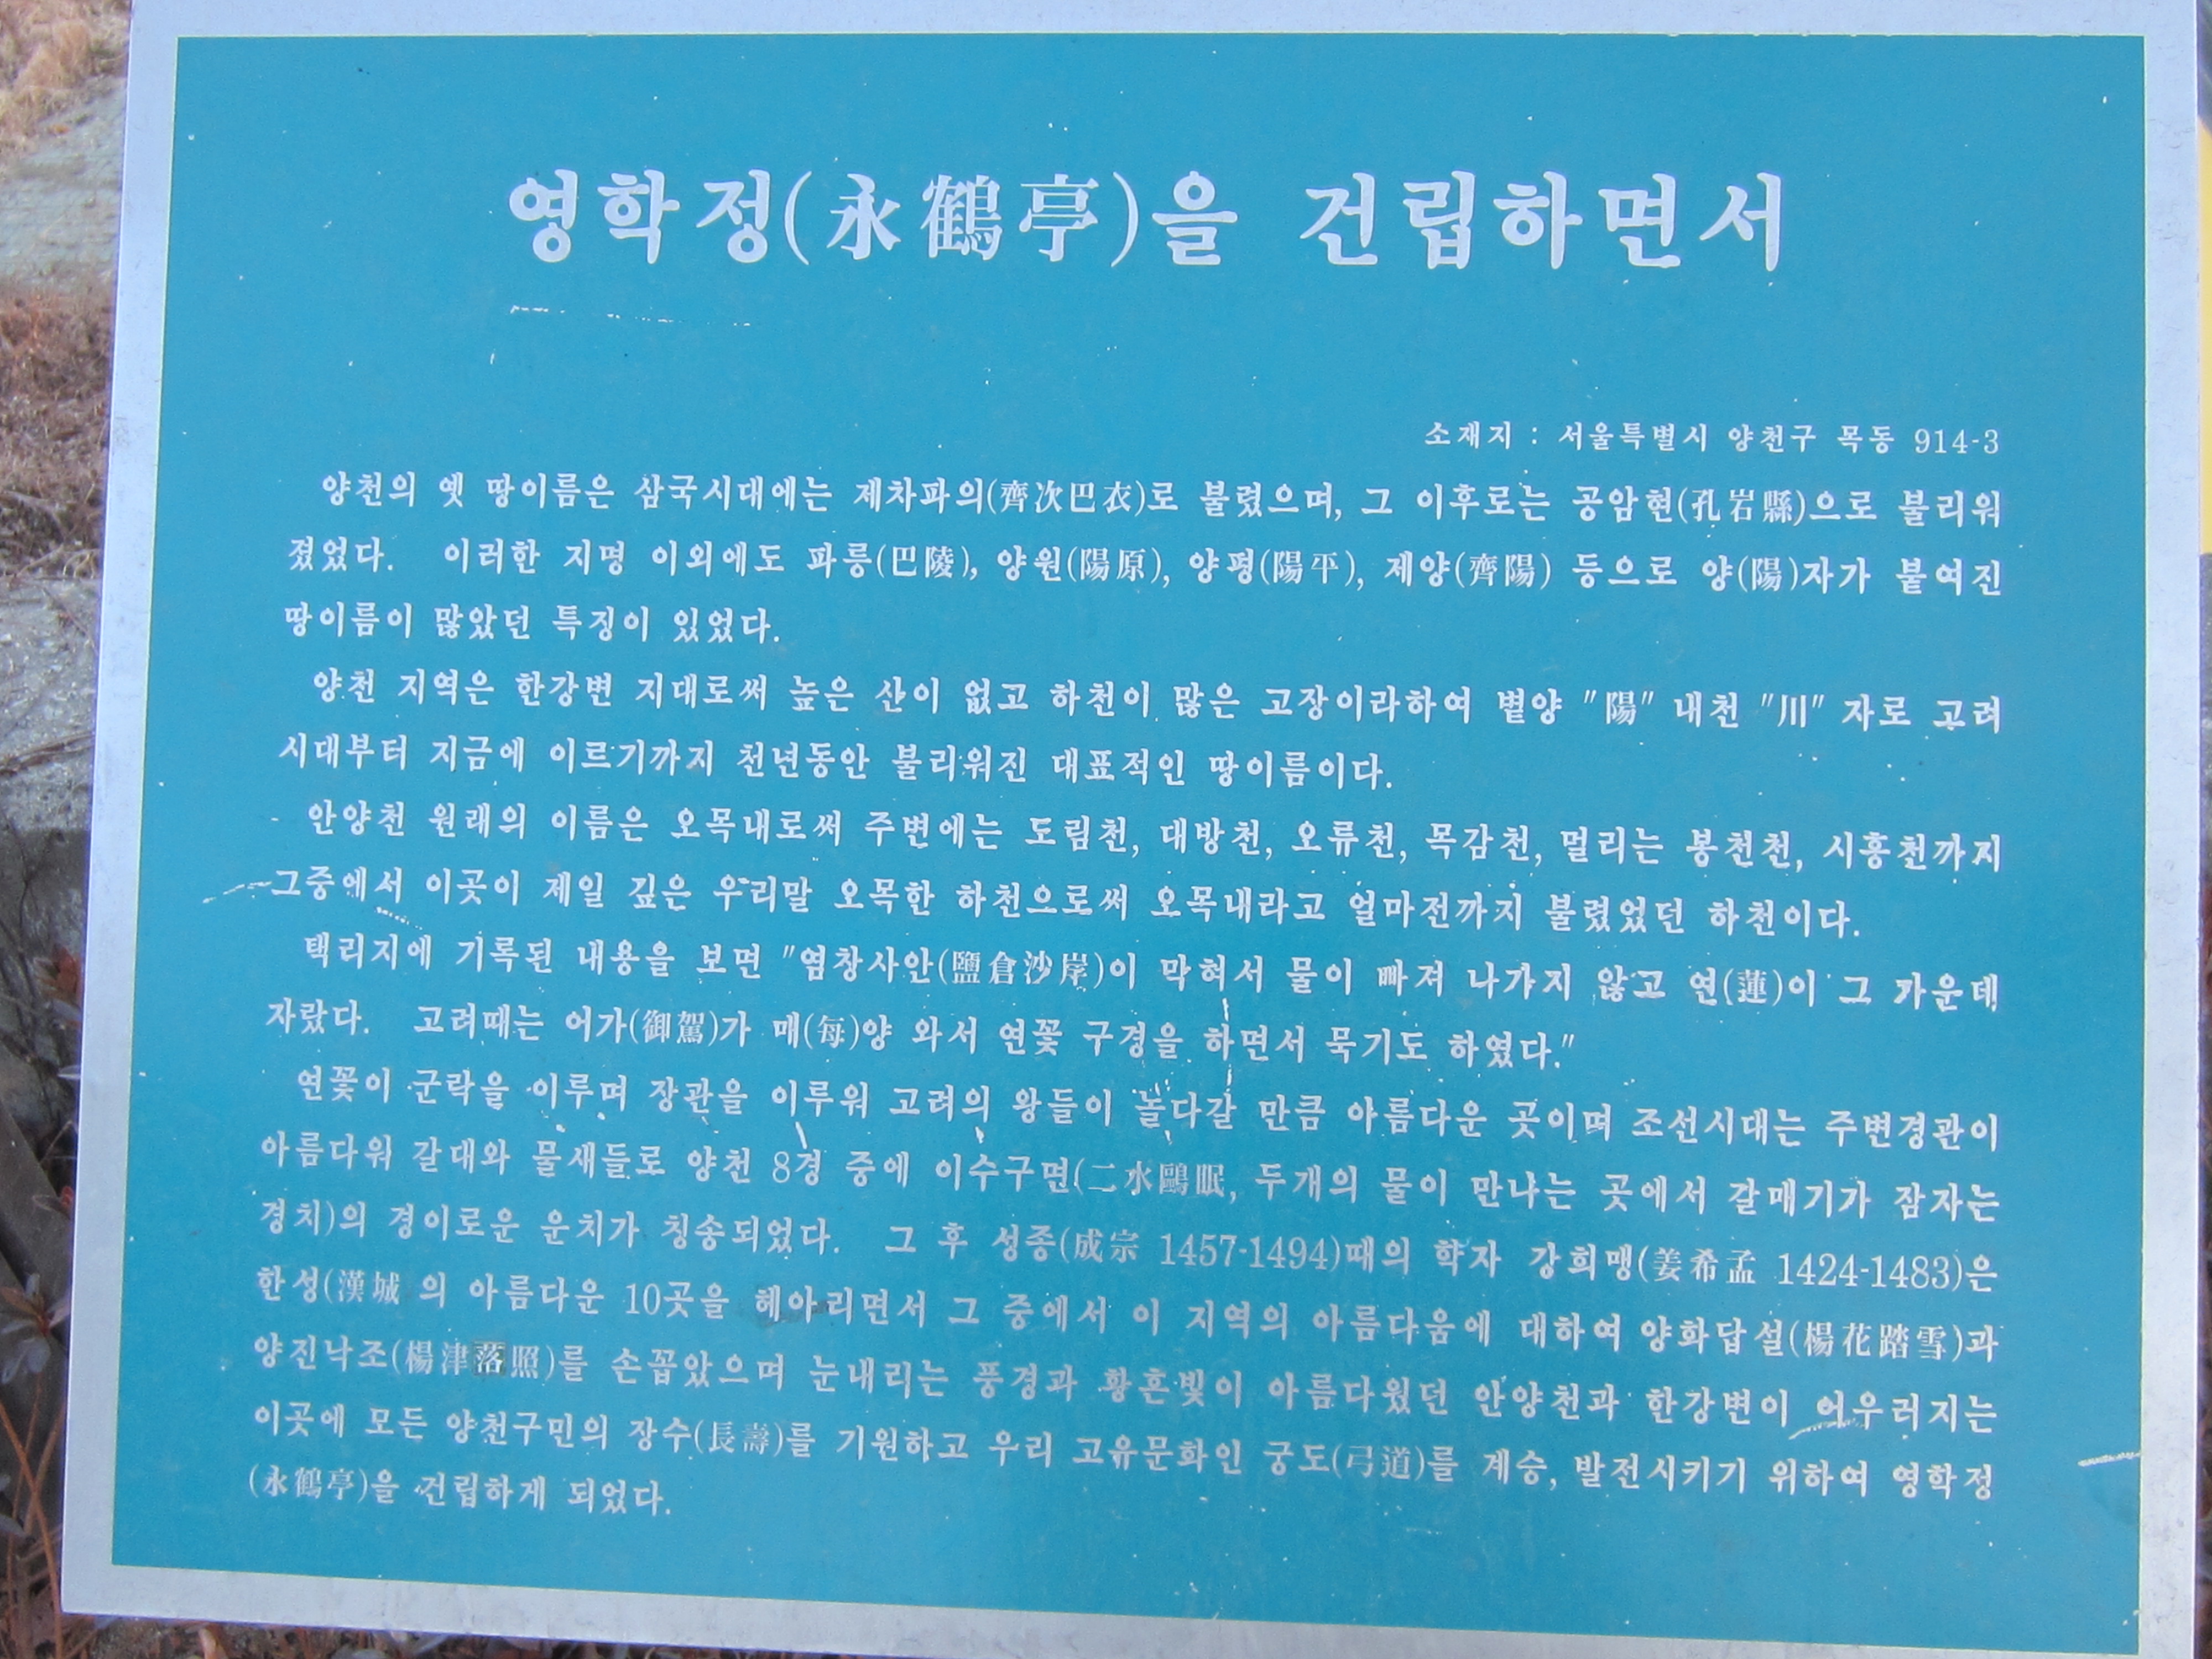 영학정(永鶴亭)을 건립하면서
소재지 : 서울특별시 양천구 목동 914-3
양천의 옛 땅이름은 삼국시대에는 제차파의(齊次巴衣)로 불렸으며, 그 이후로는 공암현(孔岩縣)으로 불리워
졌었다. 이러한 지명 이외에도 파릉(巴陵), 양원(陽原), 양평(陽平), 제양(齊陽) 등으로 양(陽)자가 붙여진
땅이름이 많았던 특징이 있었다.
양천 지역은 한강변 지대로써 높은 산이 없고 하천이 많은 고장이라하여 볕양 "陽" 내천 "川" 자로 고려
시대부터 지금에 이르기까지 천년동안 불리워진 대표적인 땅이름이다.
안양천 원래의 이름은 오목내로써 주변에는 도림천, 대방천, 오류천, 목감천, 멀리는 봉천천, 시흥천까지
그중에서 이곳이 제일 깊은 우리말 오목한 하천으로써 오목내라고 얼마전까지 불렸었던 하천이다.
택리지에 기록된 내용을 보면 "염창사안(鹽倉沙岸)이 막혀서 물이 빠져 나가지 않고 연(蓮)이 그 가운데
자랐다. 고려때는 어가(御駕)가 매(每)양 와서 연꽃 구경을 하면서 묵기도 하였다."
연꽃이 군락을 이루며 장관을 이루워 고려의 왕들이 놀다갈 만큼 아름다운 곳이며 조선시대는 주변경관이
아름다워 갈대와 물새들로 양천 8경 중에 이수구면(二水鷗眠, 두개의 물이 만나는 곳에서 갈매기가 잠자는
경치)의 경이로운 운치가 칭송되었다. 그 후 성종(成宗 1457-1494)때의 학자 강희맹(姜希孟 1424-1483)은
한성(漢城 의 아름다운 10곳을 헤아리면서 그 중에서 이 지역의 아름다움에 대하여 양화답설(楊花踏雪)과
양진낙조(楊津落照)를 손꼽았으며 눈내리는 풍경과 황혼빛이 아름다웠던 안양천과 한강변이 어우러지는
이곳에 모든 양천구민의 장수(長壽)를 기원하고 우리 고유문화인 궁도(弓道)를 계승, 발전시키기 위하여 영학정
(永鶴亭)을 건립하게 되었다.